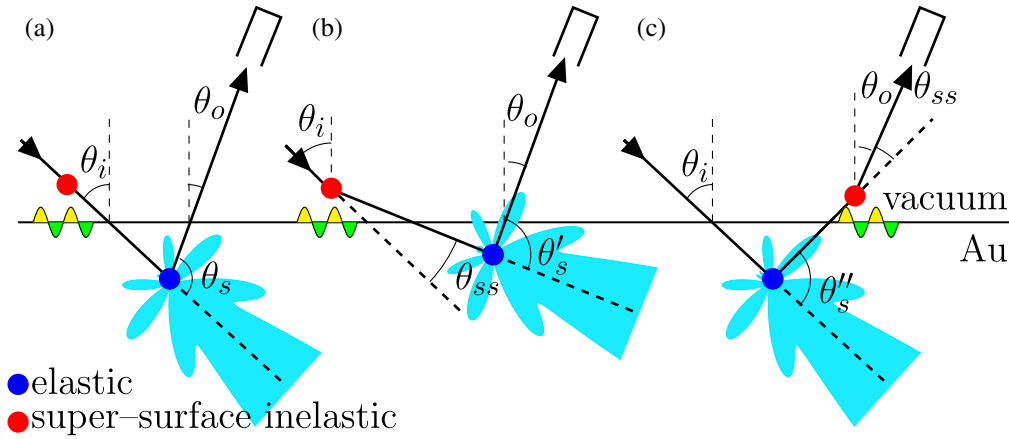 (a)
θi
θo
θs
(b)
θi
θo
θss
θ′s
(c)
θi
θo
θss
θ″s
vacuum
Au
elastic
super–surface inelastic